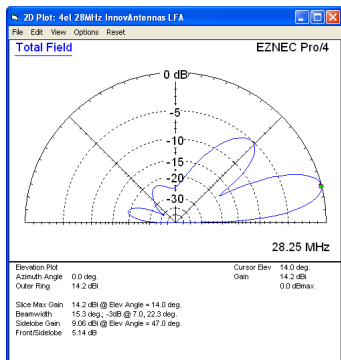 2D Plot: 4el 28MHz InnovAntennas LFA
File Edit View Options Reset
Total Field
EZNEC Pro/4
0 dB
-5
-10
-15
-20
-30
28.25 MHz
Elevation Plot
Azimuth Angle 0.0 deg.
Outer Ring 14.2 dBi
Cursor Elev 14.0 deg.
Gain 14.2 dBi
0.0 dBmax
Slice Max Gain 14.2 dBi @ Elev Angle = 14.0 deg.
Beamwidth 15.3 deg.; -3dB @ 7.0, 22.3 deg.
Sidelobe Gain 9.06 dBi @ Elev Angle = 47.0 deg.
Front/Sidelobe 5.14 dB